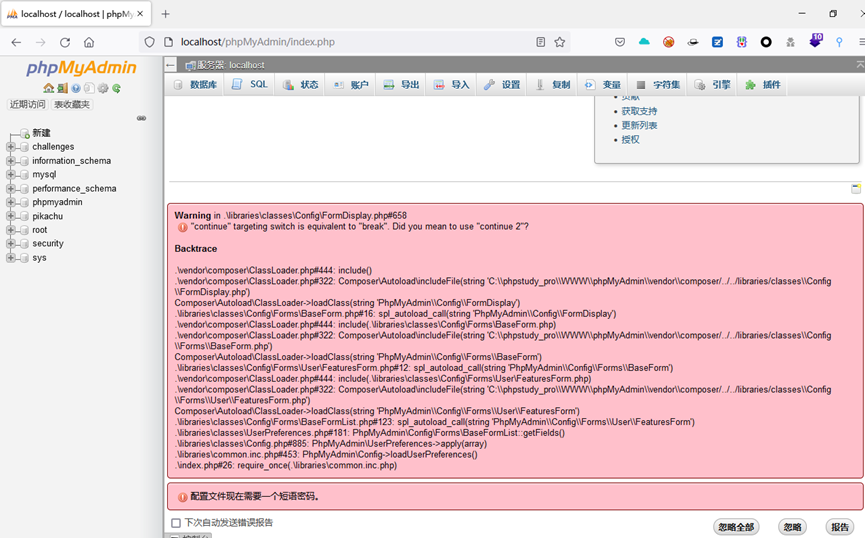 localhost / localhost | phpMy
localhost/phpMyAdmin/index.php
10
phpMyAdmin
近期访问 表收藏夹
新建
challenges
information_schema
mysql
performance_schema
phpmyadmin
pikachu
root
security
sys
服务器: localhost
数据库 SQL 状态 账户 导出 导入 设置 复制 变量 字符集 引擎 插件
贡献
获取支持
更新列表
授权
Warning in .\libraries\classes\Config\FormDisplay.php#658
"continue" targeting switch is equivalent to "break". Did you mean to use "continue 2"?
Backtrace
.\vendor\composer\ClassLoader.php#444: include()
.\vendor\composer\ClassLoader.php#322: Composer\Autoload\includeFile(string 'C:\\phpstudy_pro\\WWW\\phpMyAdmin\\vendor\\composer/../../libraries/classes\\Config
\\FormDisplay.php')
Composer\Autoload\ClassLoader->loadClass(string 'PhpMyAdmin\\Config\\FormDisplay')
.\libraries\classes\Config\Forms\BaseForm.php#16: spl_autoload_call(string 'PhpMyAdmin\\Config\\FormDisplay')
.\vendor\composer\ClassLoader.php#444: include(.\libraries\classes\Config\Forms\BaseForm.php)
.\vendor\composer\ClassLoader.php#322: Composer\Autoload\includeFile(string 'C:\\phpstudy_pro\\WWW\\phpMyAdmin\\vendor\\composer/../../libraries/classes\\Config
\\Forms\\BaseForm.php')
Composer\Autoload\ClassLoader->loadClass(string 'PhpMyAdmin\\Config\\Forms\\BaseForm')
.\libraries\classes\Config\Forms\User\FeaturesForm.php#12: spl_autoload_call(string 'PhpMyAdmin\\Config\\Forms\\BaseForm')
.\vendor\composer\ClassLoader.php#444: include(.\libraries\classes\Config\Forms\User\FeaturesForm.php)
.\vendor\composer\ClassLoader.php#322: Composer\Autoload\includeFile(string 'C:\\phpstudy_pro\\WWW\\phpMyAdmin\\vendor\\composer/../../libraries/classes\\Config
\\Forms\\User\\FeaturesForm.php')
Composer\Autoload\ClassLoader->loadClass(string 'PhpMyAdmin\\Config\\Forms\\User\\FeaturesForm')
.\libraries\classes\Config\Forms\BaseFormList.php#123: spl_autoload_call(string 'PhpMyAdmin\\Config\\Forms\\User\\FeaturesForm')
.\libraries\classes\UserPreferences.php#181: PhpMyAdmin\Config\Forms\BaseFormList::getFields()
.\libraries\classes\Config.php#885: PhpMyAdmin\UserPreferences->apply(array)
.\libraries\common.inc.php#453: PhpMyAdmin\Config->loadUserPreferences()
.\index.php#26: require_once(.\libraries\common.inc.php)
配置文件现在需要一个短语密码。
下次自动发送错误报告
忽略全部 忽略 报告
控制台